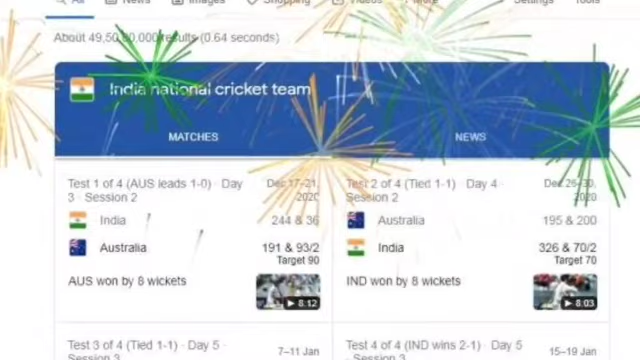 All News Images Shopping Videos More Settings Tools
About 49,50,00,000 results (0.64 seconds)
India national cricket team
MATCHES NEWS
Test 1 of 4 (AUS leads 1-0) · Day 3 · Session 2
Dec 17–21, 2020
India 244 & 36
Australia 191 & 93/2
Target 90
AUS won by 8 wickets
8:12
Test 2 of 4 (Tied 1-1) · Day 4 · Session 2
Dec 26–30, 2020
Australia 195 & 200
India 326 & 70/2
Target 70
IND won by 8 wickets
8:03
Test 3 of 4 (Tied 1-1) · Day 5 · Session 3
7–11 Jan
Test 4 of 4 (IND wins 2-1) · Day 5 · Session 3
15–19 Jan